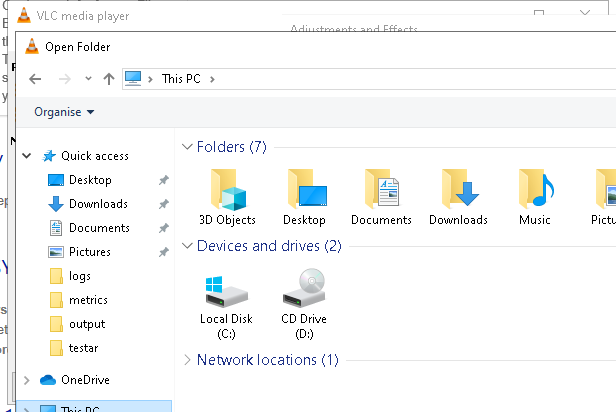 VLC media player
Adjustments and Effects
Open Folder
This PC
Organise
Quick access
Desktop
Downloads
Documents
Pictures
logs
metrics
output
testar
OneDrive
This PC
Folders (7)
3D Objects
Desktop
Documents
Downloads
Music
Devices and drives (2)
Local Disk
(C:)
CD Drive
(D:)
Network locations (1)